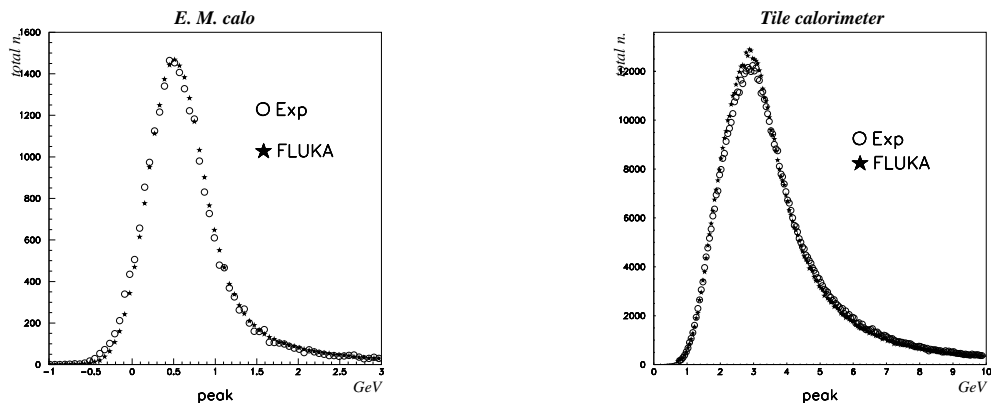 E. M. calo
total n.
1600
1400
1200
1000
800
600
400
200
0
Exp
FLUKA
-1 -0.5 0 0.5 1 1.5 2 2.5 3
GeV
peak
Tile calorimeter
total n.
12000
10000
8000
6000
4000
2000
0
Exp
FLUKA
0 1 2 3 4 5 6 7 8 9 10
GeV
peak